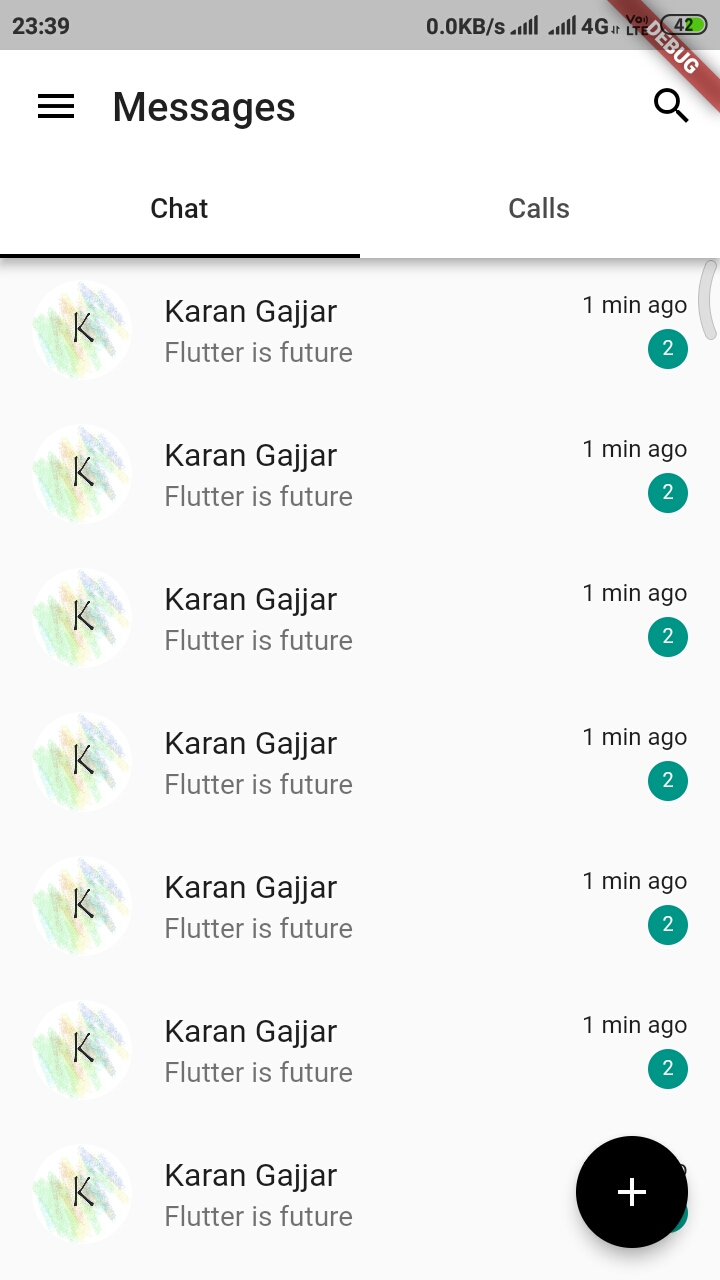 23:39 0.0KB/s 4G Vo) LTE 42
DEBUG
Messages
Chat Calls
K Karan Gajjar 1 min ago
Flutter is future 2
K Karan Gajjar 1 min ago
Flutter is future 2
K Karan Gajjar 1 min ago
Flutter is future 2
K Karan Gajjar 1 min ago
Flutter is future 2
K Karan Gajjar 1 min ago
Flutter is future 2
K Karan Gajjar 1 min ago
Flutter is future 2
K Karan Gajjar
Flutter is future